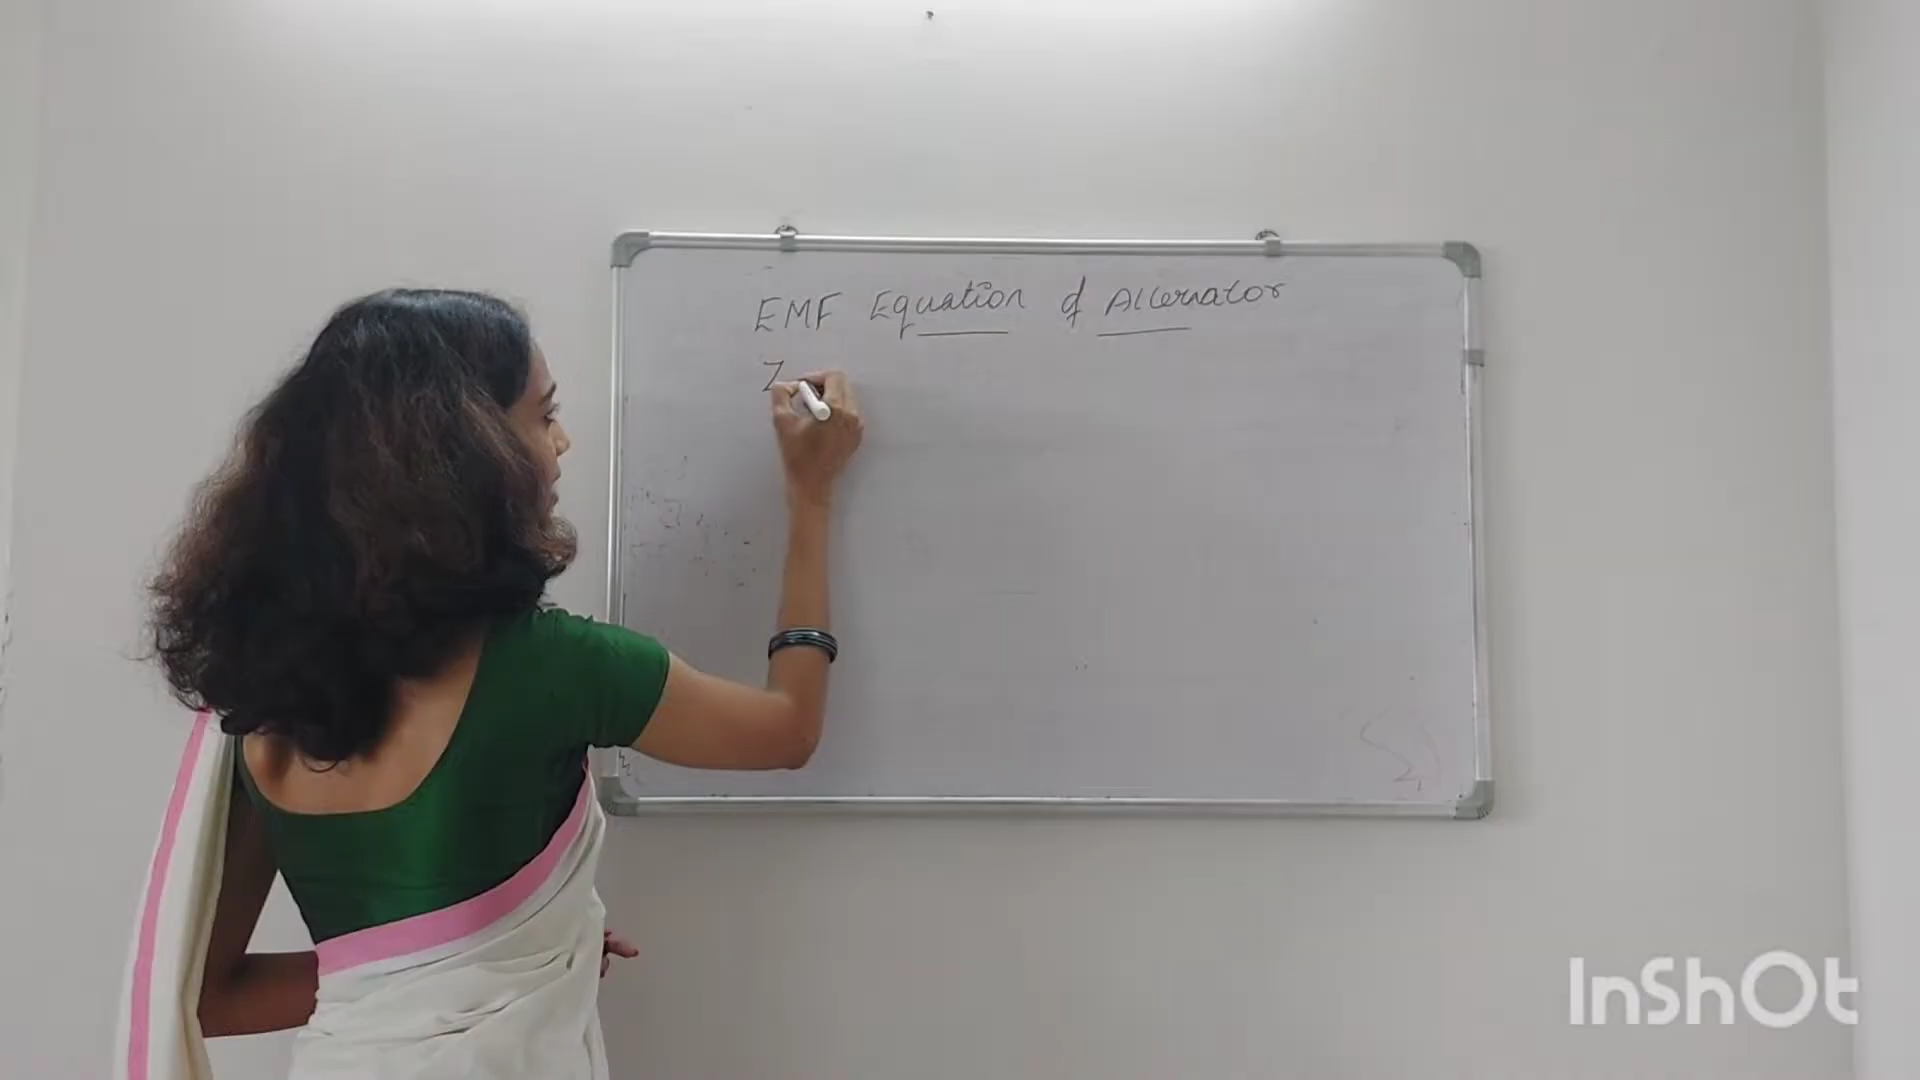 EMF Equation of Alternator
Z
InShOt